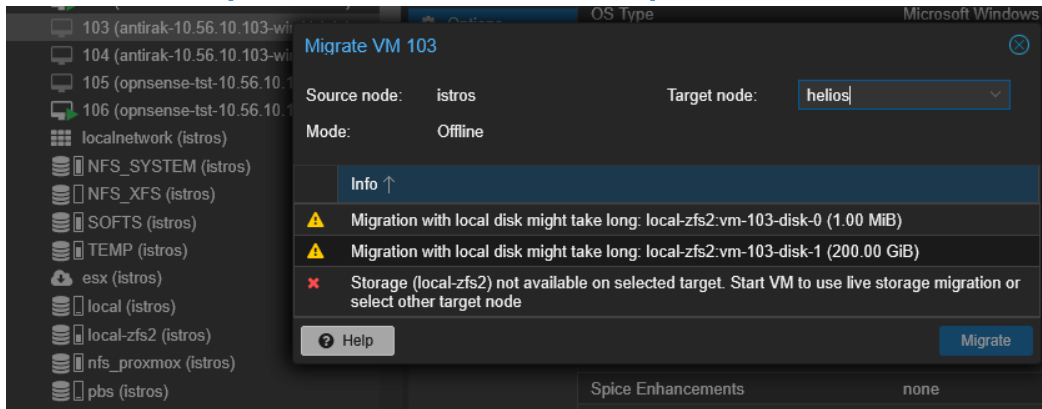 OS Type
Microsoft Windows
Options
103 (antirak-10.56.10.103-wi
104 (antirak-10.56.10.103-wi
105 (opnsense-tst-10.56.10.1
106 (opnsense-tst-10.56.10.1
localnetwork (istros)
NFS_SYSTEM (istros)
NFS_XFS (istros)
SOFTS (istros)
TEMP (istros)
esx (istros)
local (istros)
local-zfs2 (istros)
nfs_proxmox (istros)
pbs (istros)
Migrate VM 103
Source node: istros Target node: helios
Mode: Offline
Info ↑
Migration with local disk might take long: local-zfs2:vm-103-disk-0 (1.00 MiB)
Migration with local disk might take long: local-zfs2:vm-103-disk-1 (200.00 GiB)
Storage (local-zfs2) not available on selected target. Start VM to use live storage migration or
select other target node
Help
Migrate
Spice Enhancements none